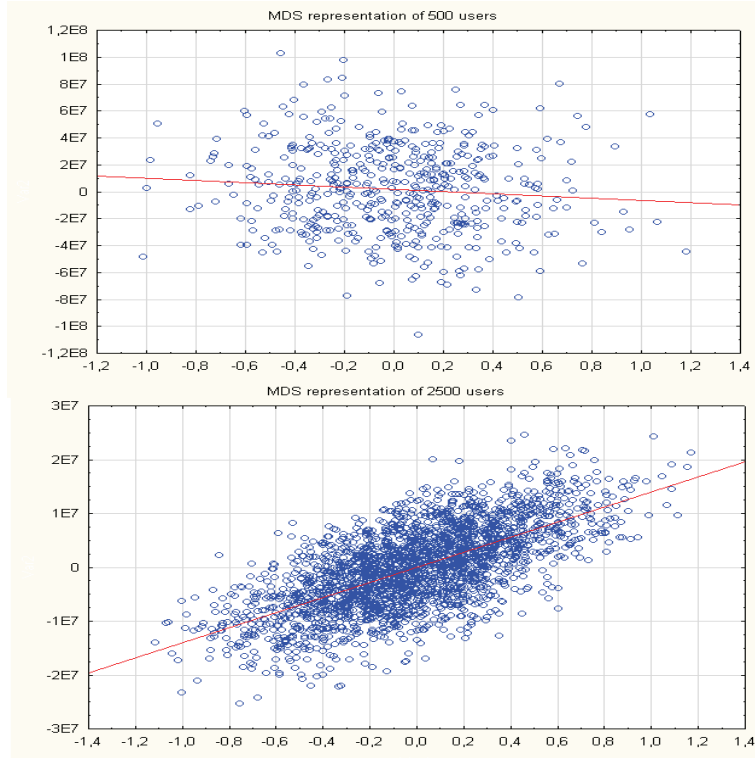 MDS representation of 500 users
1,2E8
1E8
8E7
6E7
4E7
2E7
0
-2E7
-4E7
-6E7
-8E7
-1E8
-1,2E8
-1,2 -1,0 -0,8 -0,6 -0,4 -0,2 0,0 0,2 0,4 0,6 0,8 1,0 1,2 1,4
MDS representation of 2500 users
3E7
2E7
1E7
0
-1E7
-2E7
-3E7
-1,4 -1,2 -1,0 -0,8 -0,6 -0,4 -0,2 0,0 0,2 0,4 0,6 0,8 1,0 1,2 1,4